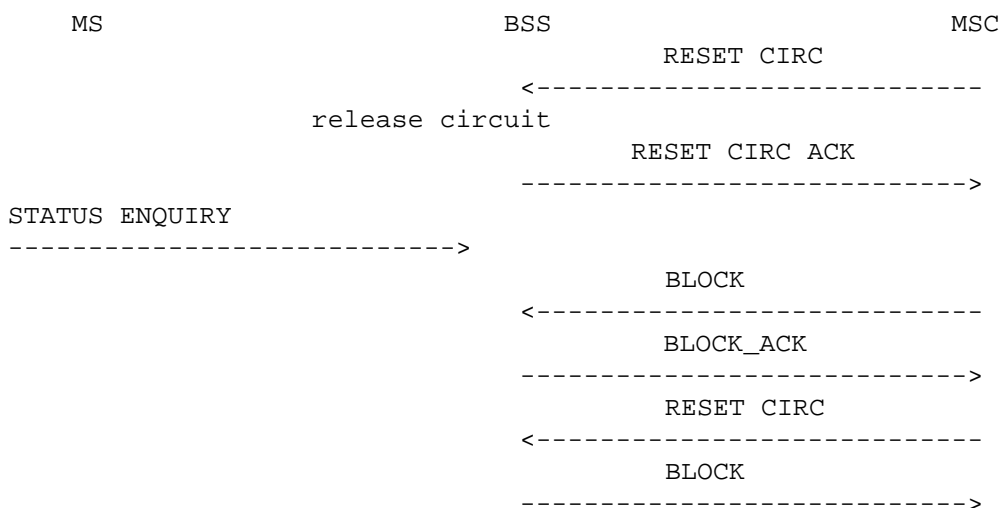 MS BSS MSC
RESET CIRC
<----------------------------
release circuit
RESET CIRC ACK
---------------------------->
STATUS ENQUIRY
---------------------------->
BLOCK
<----------------------------
BLOCK_ACK
---------------------------->
RESET CIRC
<----------------------------
BLOCK
---------------------------->